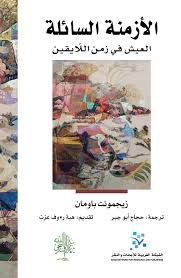 الأزمنة السائلة
العيش في زمن اللايقين
زيجمونت باومان
ترجمة: حجاج أبو جبر
تقديم: هبة رءوف عزت
الشبكة العربية للأبحاث والنشر